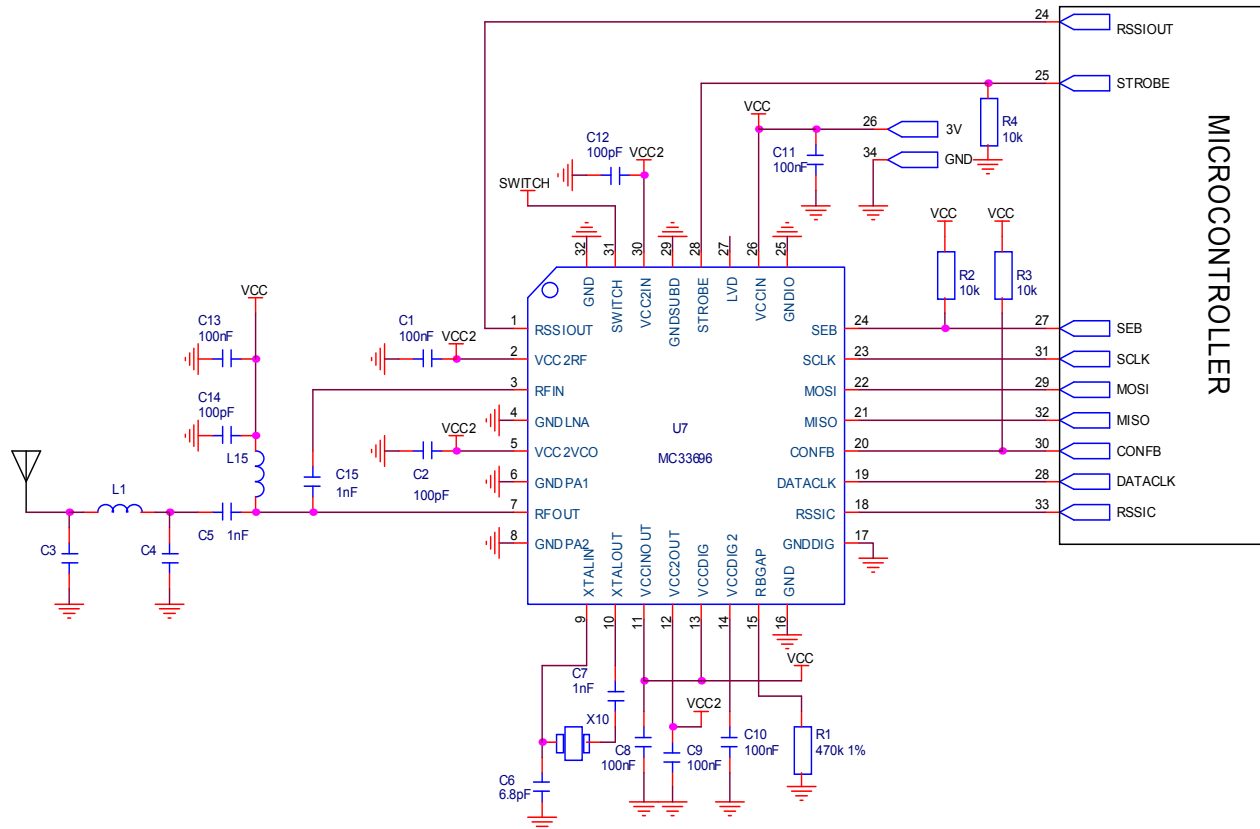 24
RSSIOUT
25
STROBE
MICROCONTROLLER
VCC
26
3V
R4
10k
C12
100pF
VCC2
C11
100nF
34
GND
SWITCH
VCC
VCC
32
31
30
29
28
27
26
25
R2
10k
R3
10k
GND
SWITCH
VCC2IN
GNDSUBD
STROBE
LVD
VCCIN
GNDIO
VCC
C13
100nF
C1
100nF
VCC2
1
RSSIOUT
SEB
24
27
SEB
2
VCC2RF
SCLK
23
31
SCLK
3
RFIN
MOSI
22
29
MOSI
C14
100pF
4
GNDLNA
MISO
21
32
MISO
VCC2
U7
5
VCC2VCO
MC33696
CONFB
20
30
CONFB
L15
C15
1nF
C2
100pF
6
GNDPA1
DATACLK
19
28
DATACLK
L1
7
RFOUT
RSSIC
18
33
RSSIC
C5
1nF
8
GNDPA2
GNDDIG
17
C3
C4
XTALIN
XTALOUT
VCCINOUT
VCC2OUT
VCCDIG
VCCDIG2
RBGAP
GND
9
10
11
12
13
14
15
16
VCC
C7
1nF
VCC2
X10
C8
100nF
C9
100nF
C10
100nF
R1
470k 1%
C6
6.8pF